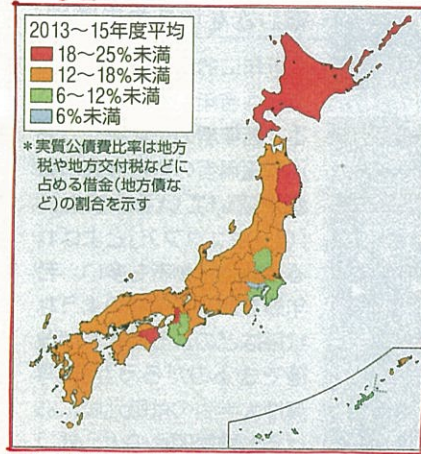 2013～15年度平均
18～25%未満
12～18%未満
6～12%未満
6%未満
*実質公債費比率は地方
税や地方交付税などに
占める借金(地方債な
ど)の割合を示す